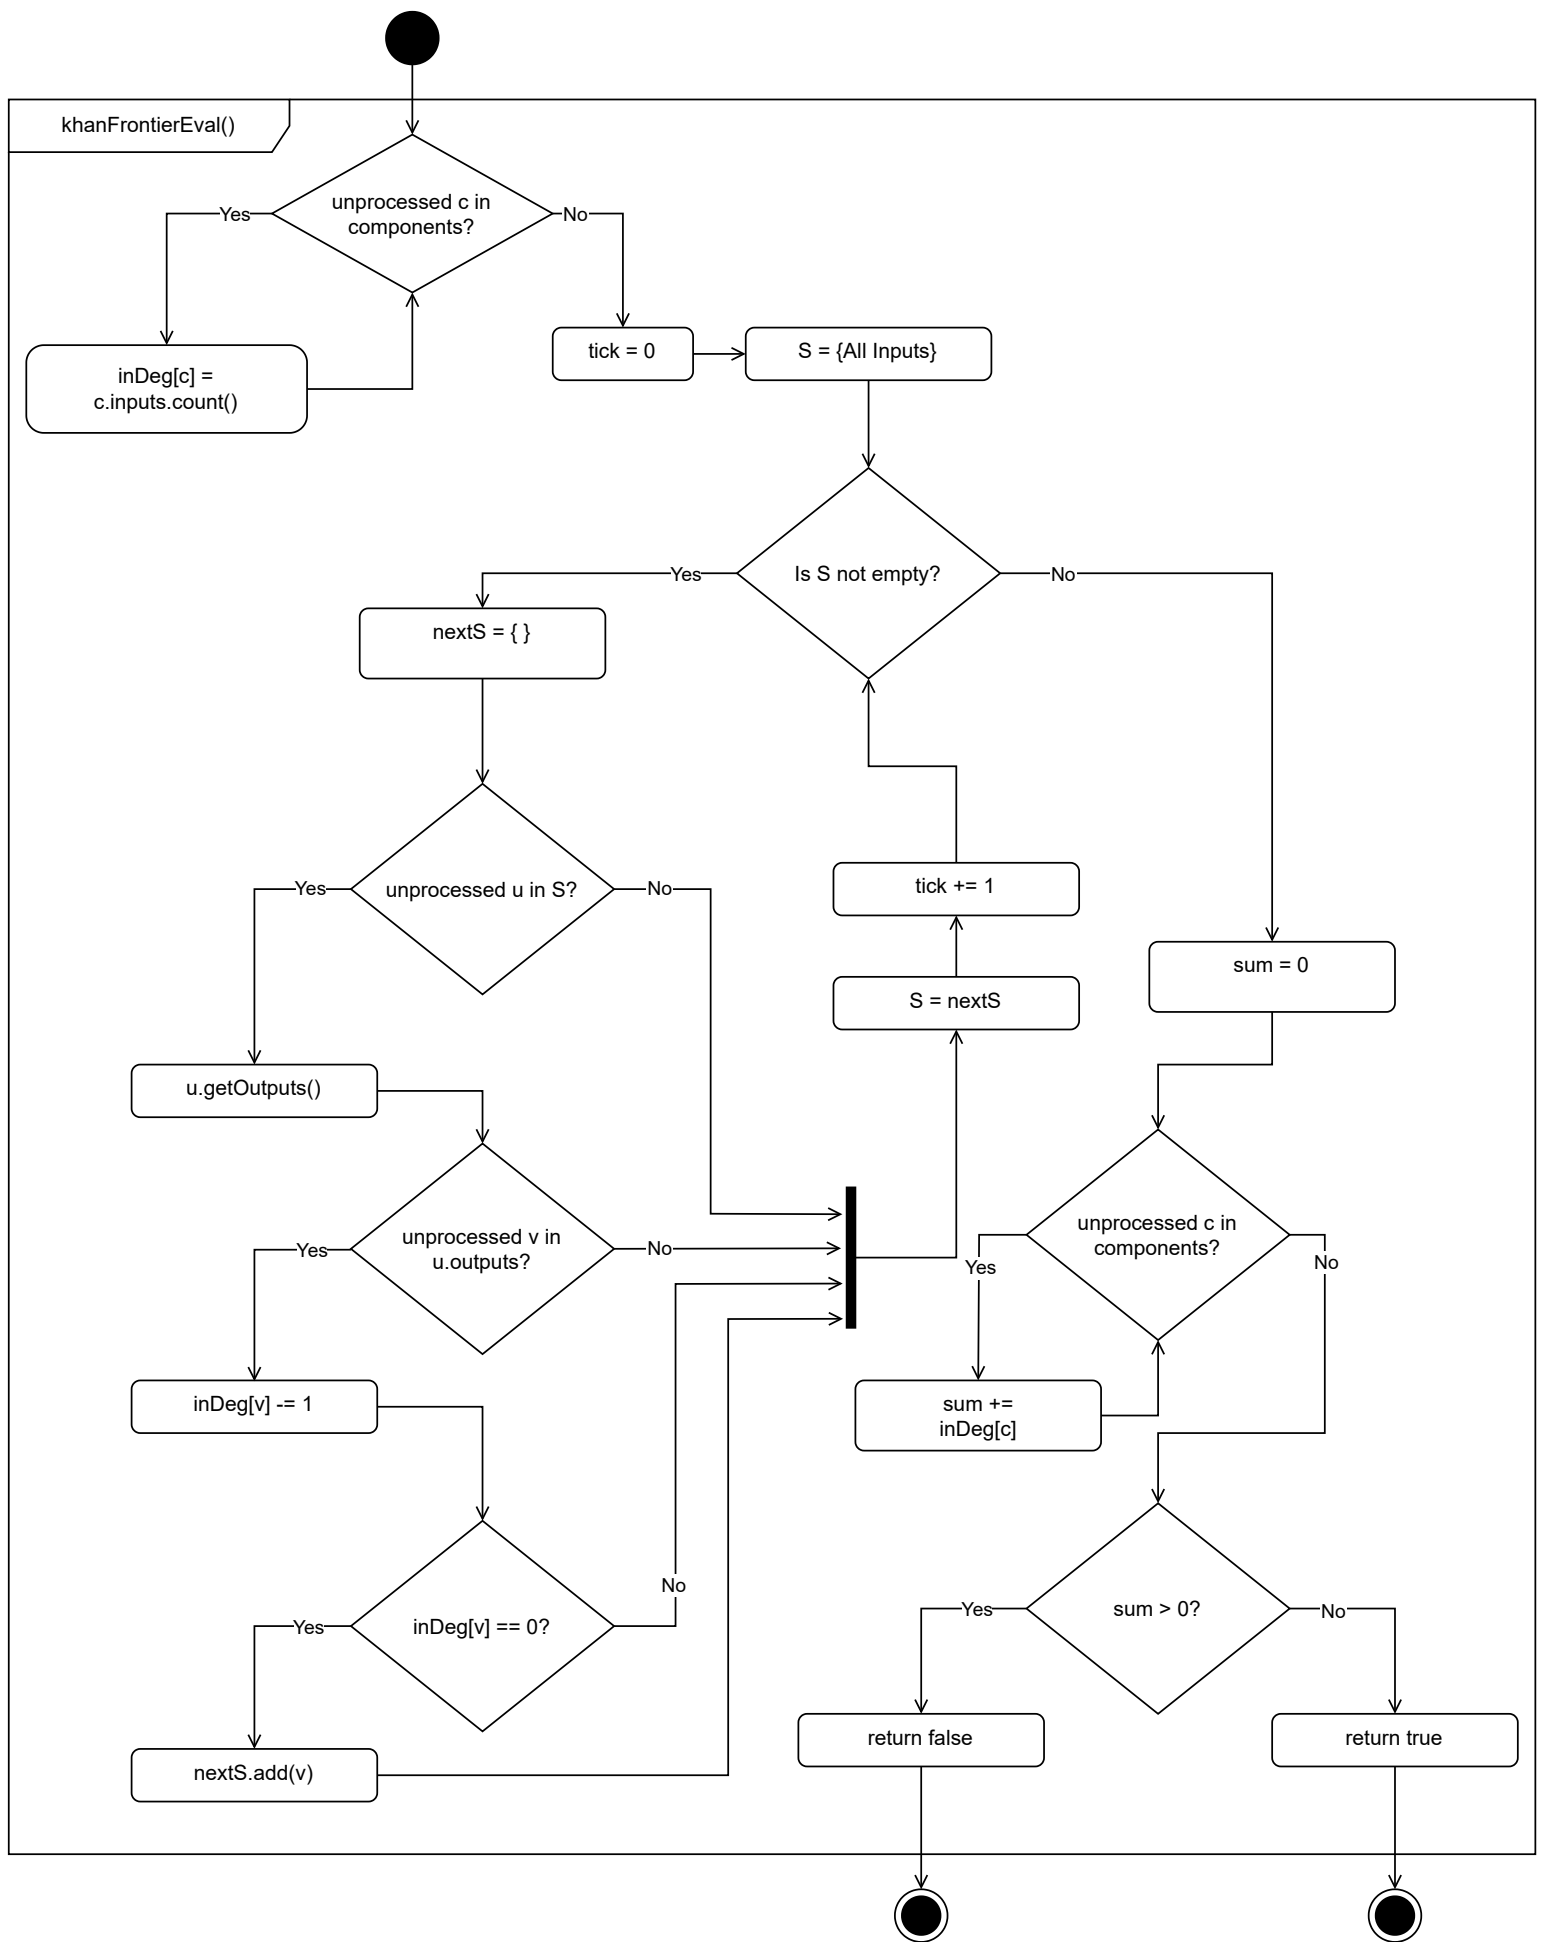 khanFrontierEval()
unprocessed c in
components?
Yes
No
inDeg[c] =
c.inputs.count()
tick = 0
S = {All Inputs}
Is S not empty?
Yes
No
nextS = { }
unprocessed u in S?
Yes
No
tick += 1
S = nextS
sum = 0
u.getOutputs()
unprocessed v in
u.outputs?
Yes
No
unprocessed c in
components?
Yes
No
inDeg[v] -= 1
sum +=
inDeg[c]
inDeg[v] == 0?
Yes
No
sum > 0?
Yes
No
nextS.add(v)
return false
return true